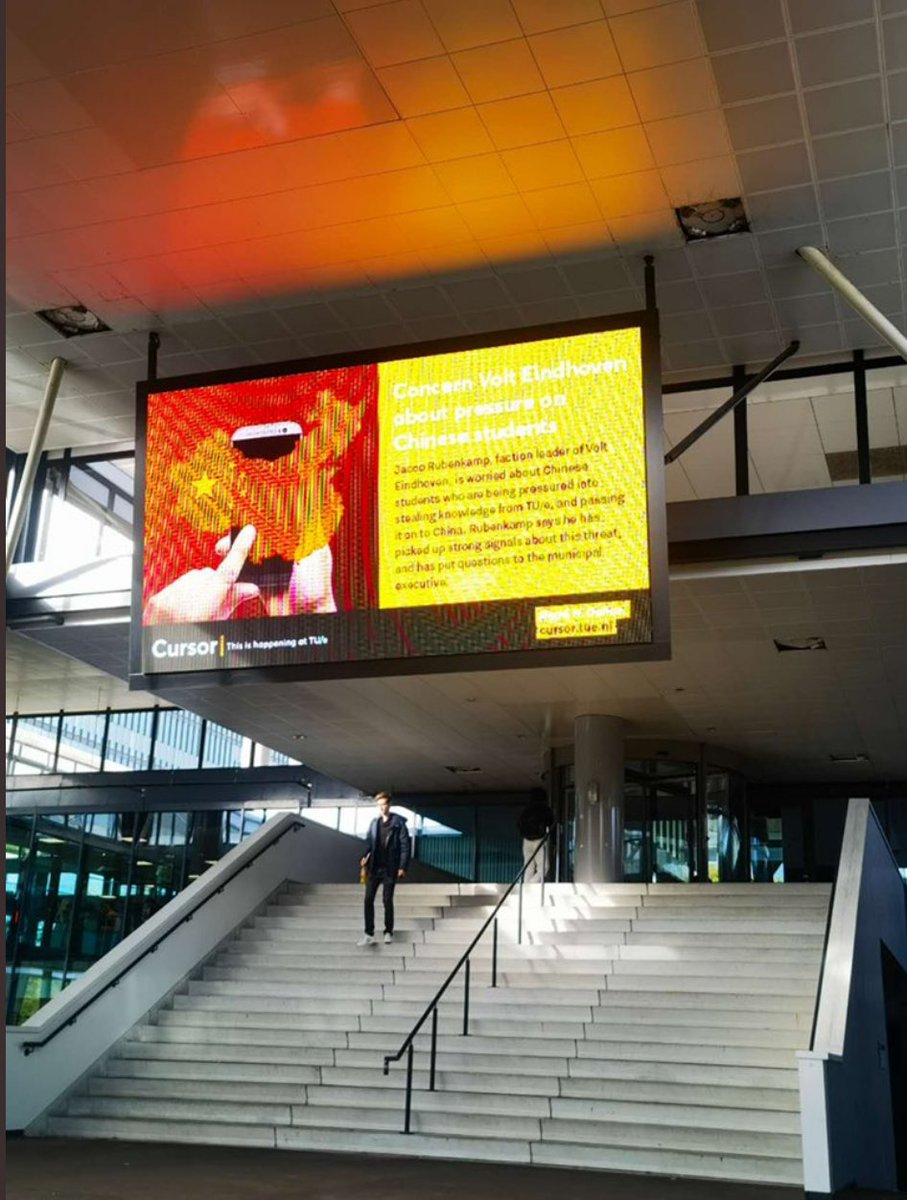 Concern Volt Eindhoven
about pressure on
Chinese students
Jacco Rubenkamp, faction leader of Volt
Eindhoven, is worried about Chinese
students who are being pressured into
stealing knowledge from TU/e, and passing
it on to China. Rubenkamp says he has
picked up strong signals about this threat,
and has put questions to the municipal
executive.
Cursor
This is happening at TU/e
cursor.tue.nl